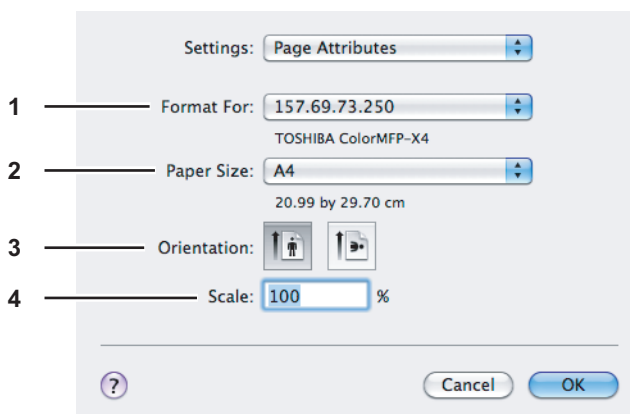 Settings: Page Attributes
1 Format For: 157.69.73.250
TOSHIBA ColorMFP-X4
2 Paper Size: A4
20.99 by 29.70 cm
3 Orientation:
4 Scale: 100 %
? Cancel OK